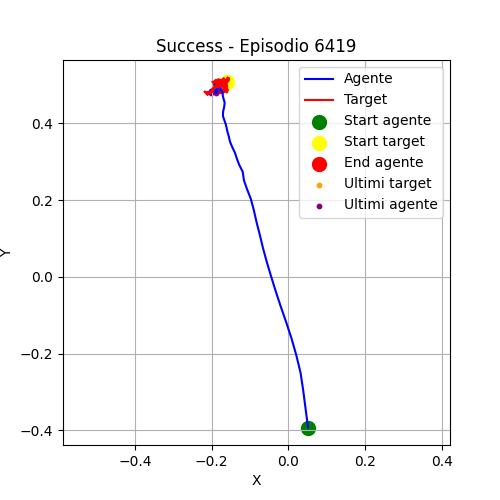 Success - Episodio 6419
Agente
Target
Start agente
Start target
End agente
Ultimi target
Ultimi agente
Y
0.4
0.2
0.0
−0.2
−0.4
−0.4
−0.2
0.0
0.2
0.4
X